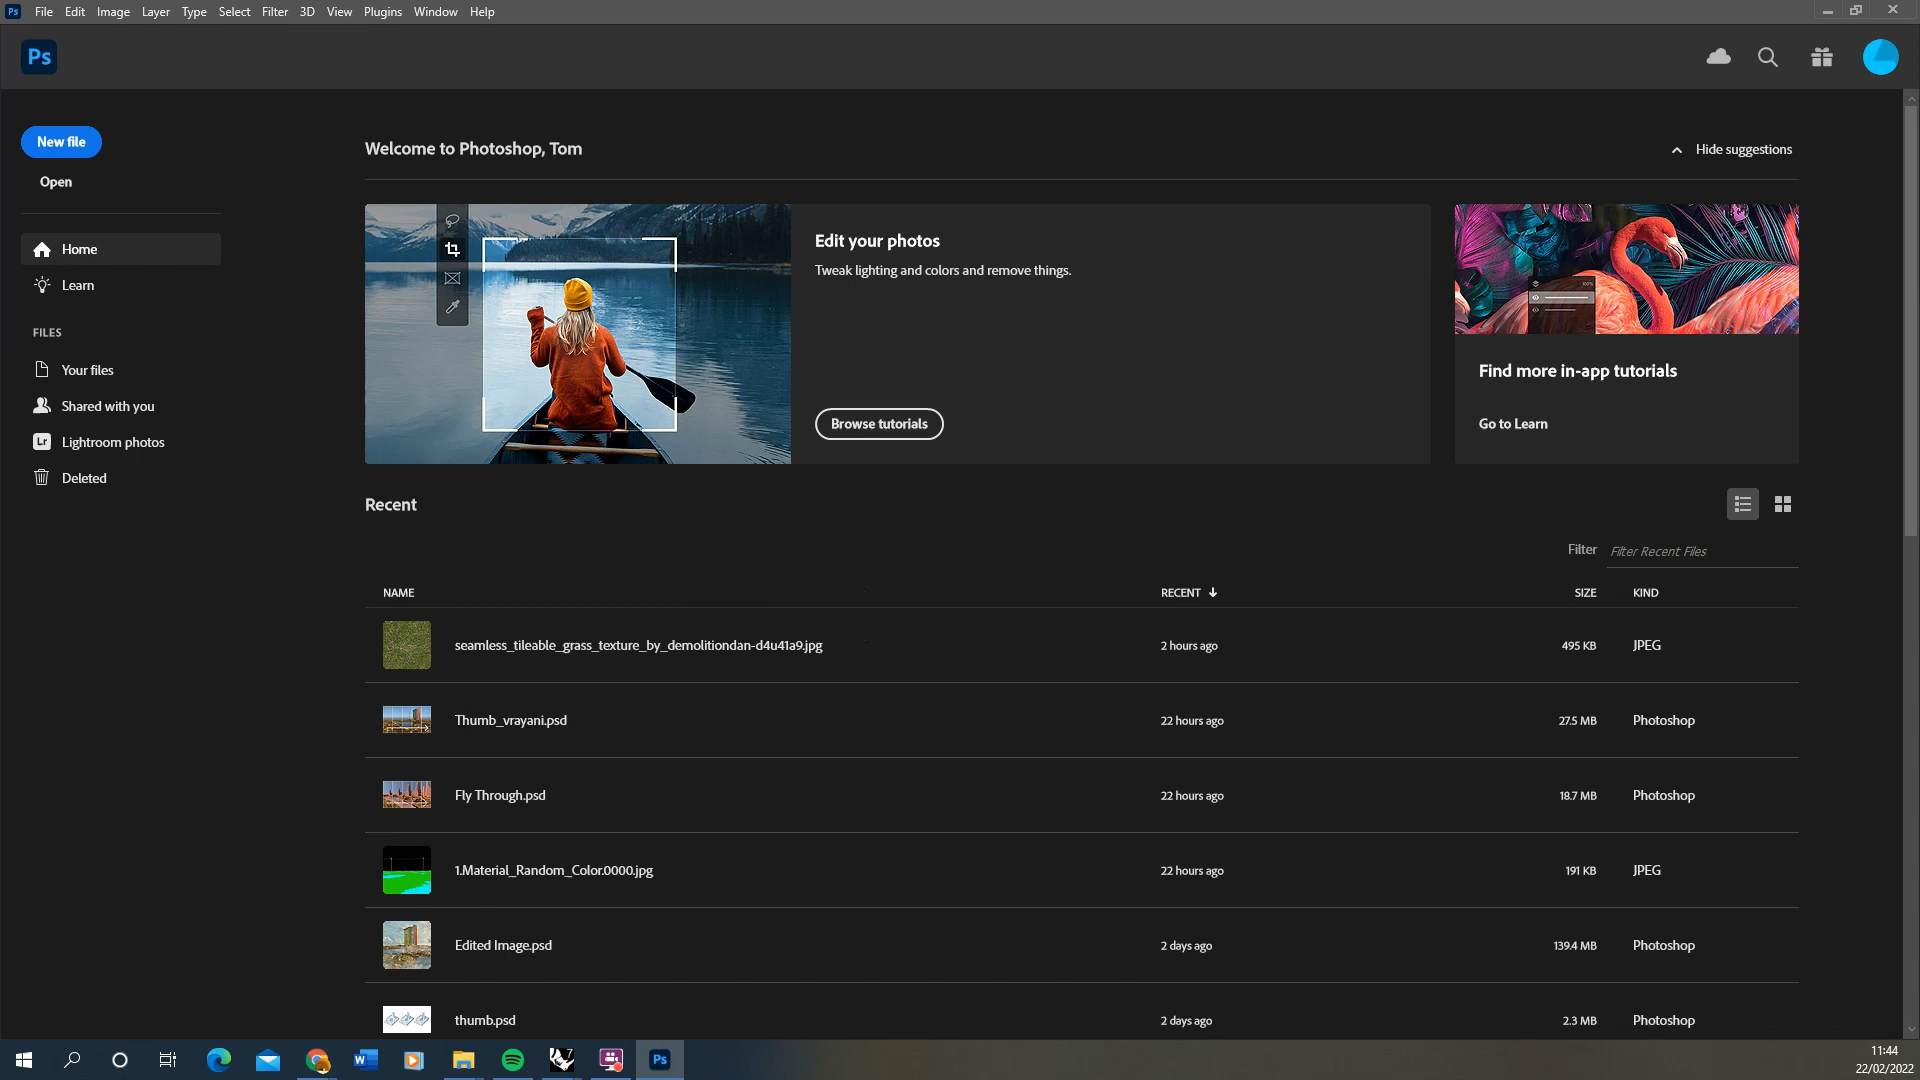 Ps File Edit Image Layer Type Select Filter 3D View Plugins Window Help
Ps
New file
Open
Home
Learn
FILES
Your files
Shared with you
Lr Lightroom photos
Deleted
Welcome to Photoshop, Tom
Hide suggestions
Edit your photos
Tweak lighting and colors and remove things.
Browse tutorials
100%
Find more in-app tutorials
Go to Learn
Recent
Filter Filter Recent Files
NAME RECENT SIZE KIND
seamless_tileable_grass_texture_by_demolitiondan-d4u41a9.jpg 2 hours ago 495 KB JPEG
Thumb_vrayani.psd 22 hours ago 27.5 MB Photoshop
Fly Through.psd 22 hours ago 18.7 MB Photoshop
1.Material_Random_Color.0000.jpg 22 hours ago 191 KB JPEG
Edited Image.psd 2 days ago 139.4 MB Photoshop
thumb.psd 2 days ago 2.3 MB Photoshop
W
7
Ps
11:44
22/02/2022